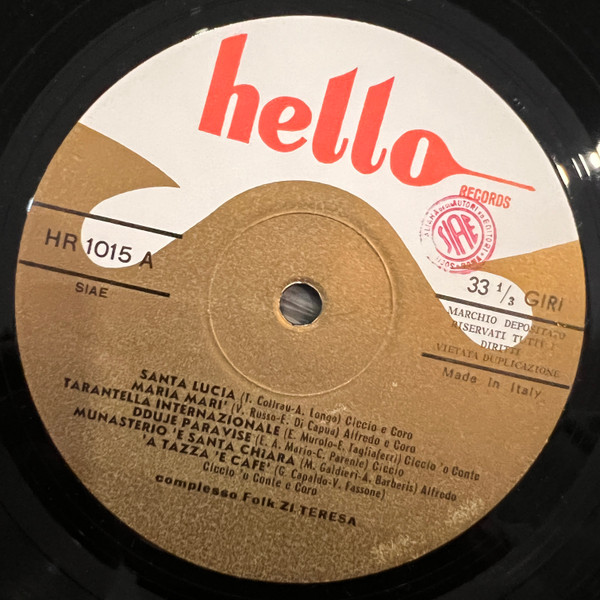 hello
RECORDS
SIAE
HR 1015 A
SIAE
33 1/3 GIRI
MARCHIO DEPOSITATO
RISERVATI TUTTI I
DIRITTI
VIETATA DUPLICAZIONE
Made in Italy
SANTA LUCIA (T. Cottrau-A. Longo) Ciccio e Coro
MARIA MARI' (V. Russo-E. Di Capua) Alfredo e Coro
TARANTELLA INTERNAZIONALE (E. Murolo-E. Tagliaferri) Ciccio 'o Conte
DDUJE PARAVISE (E. A. Mario-C. Parente) Ciccio
MUNASTERIO 'E SANTA CHIARA (M. Galdieri-A. Barberis) Alfredo
'A TAZZA 'E CAFE' (G. Capaldo-V. Fassone)
Ciccio 'o Conte e Coro
complesso Folk ZI TERESA